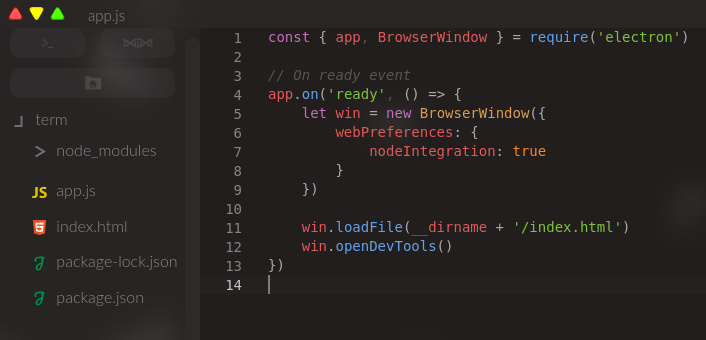 app.js
>_
term
node_modules
JS app.js
5 index.html
package-lock.json
package.json
1 const { app, BrowserWindow } = require('electron')
2
3 // On ready event
4 app.on('ready', () => {
5     let win = new BrowserWindow({
6         webPreferences: {
7             nodeIntegration: true
8         }
9     })
10
11     win.loadFile(__dirname + '/index.html')
12     win.openDevTools()
13 })
14